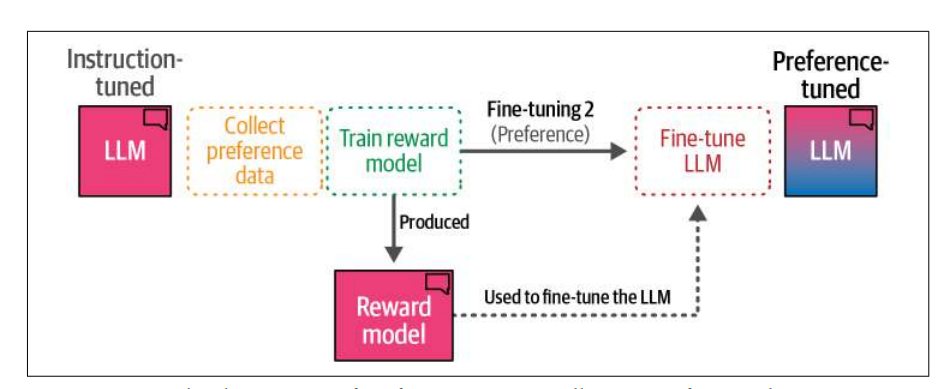 Instruction-
tuned
LLM
Collect
preference
data
Train reward
model
Fine-tuning 2
(Preference)
Fine-tune
LLM
Preference-
tuned
LLM
Produced
Reward
model
Used to fine-tune the LLM